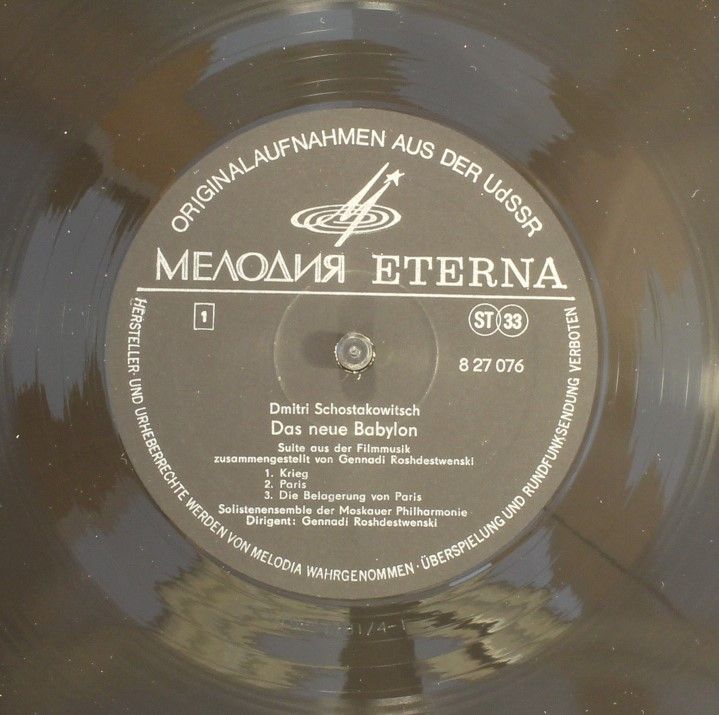 ORIGINALAUFNAHMEN AUS DER UdSSR
МЕЛОДИЯ ETERNA
1
ST 33
8 27 076
Dmitri Schostakowitsch
Das neue Babylon
Suite aus der Filmmusik
zusammengestellt von Gennadi Roshdestwenski
1. Krieg
2. Paris
3. Die Belagerung von Paris
Solistenensemble der Moskauer Philharmonie
Dirigent: Gennadi Roshdestwenski
HERSTELLER- UND URHEBERRECHTE WERDEN VON MELODIA WAHRGENOMMEN · ÜBERSPIELUNG UND RUNDFUNKSENDUNG VERBOTEN